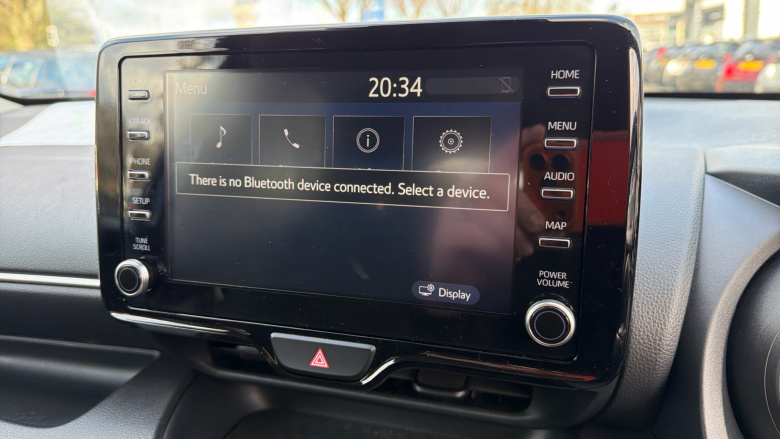 Menu
20:34
HOME
TRACK
MENU
PHONE
There is no Bluetooth device connected. Select a device.
AUDIO
SETUP
MAP
TUNE
SCROLL
POWER
VOLUME
Display